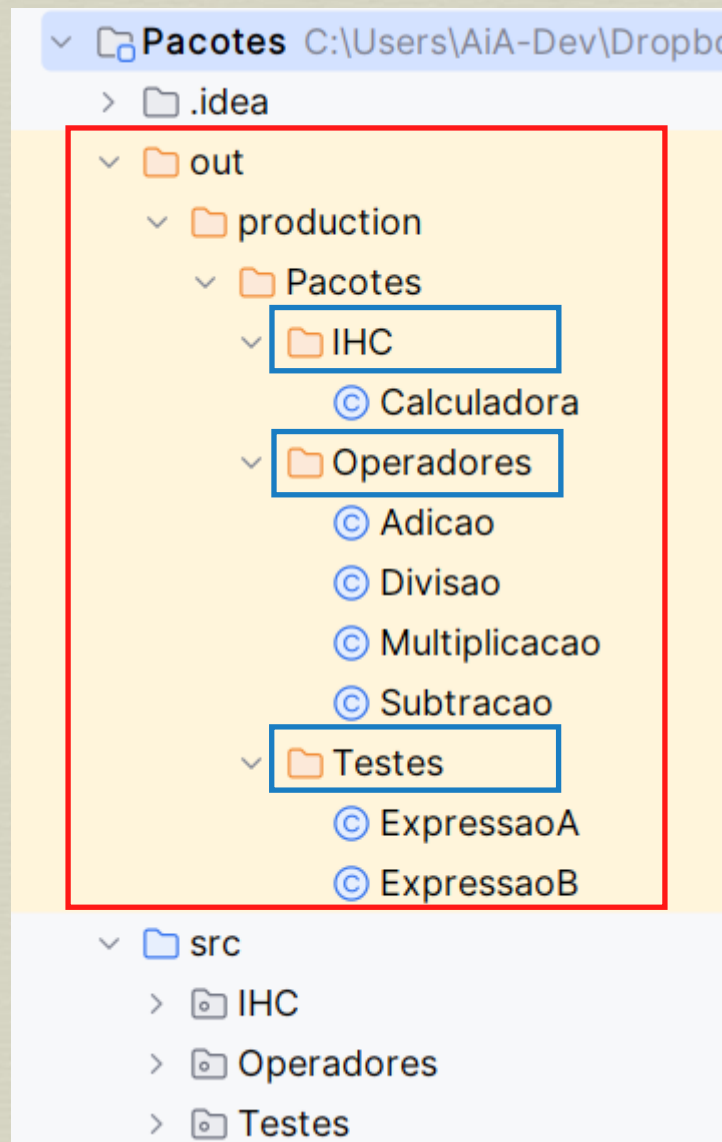 Pacotes C:\Users\AiA-Dev\Dropbo
.idea
out
production
Pacotes
IHC
Calculadora
Operadores
Adicao
Divisao
Multiplicacao
Subtracao
Testes
ExpressaoA
ExpressaoB
src
IHC
Operadores
Testes